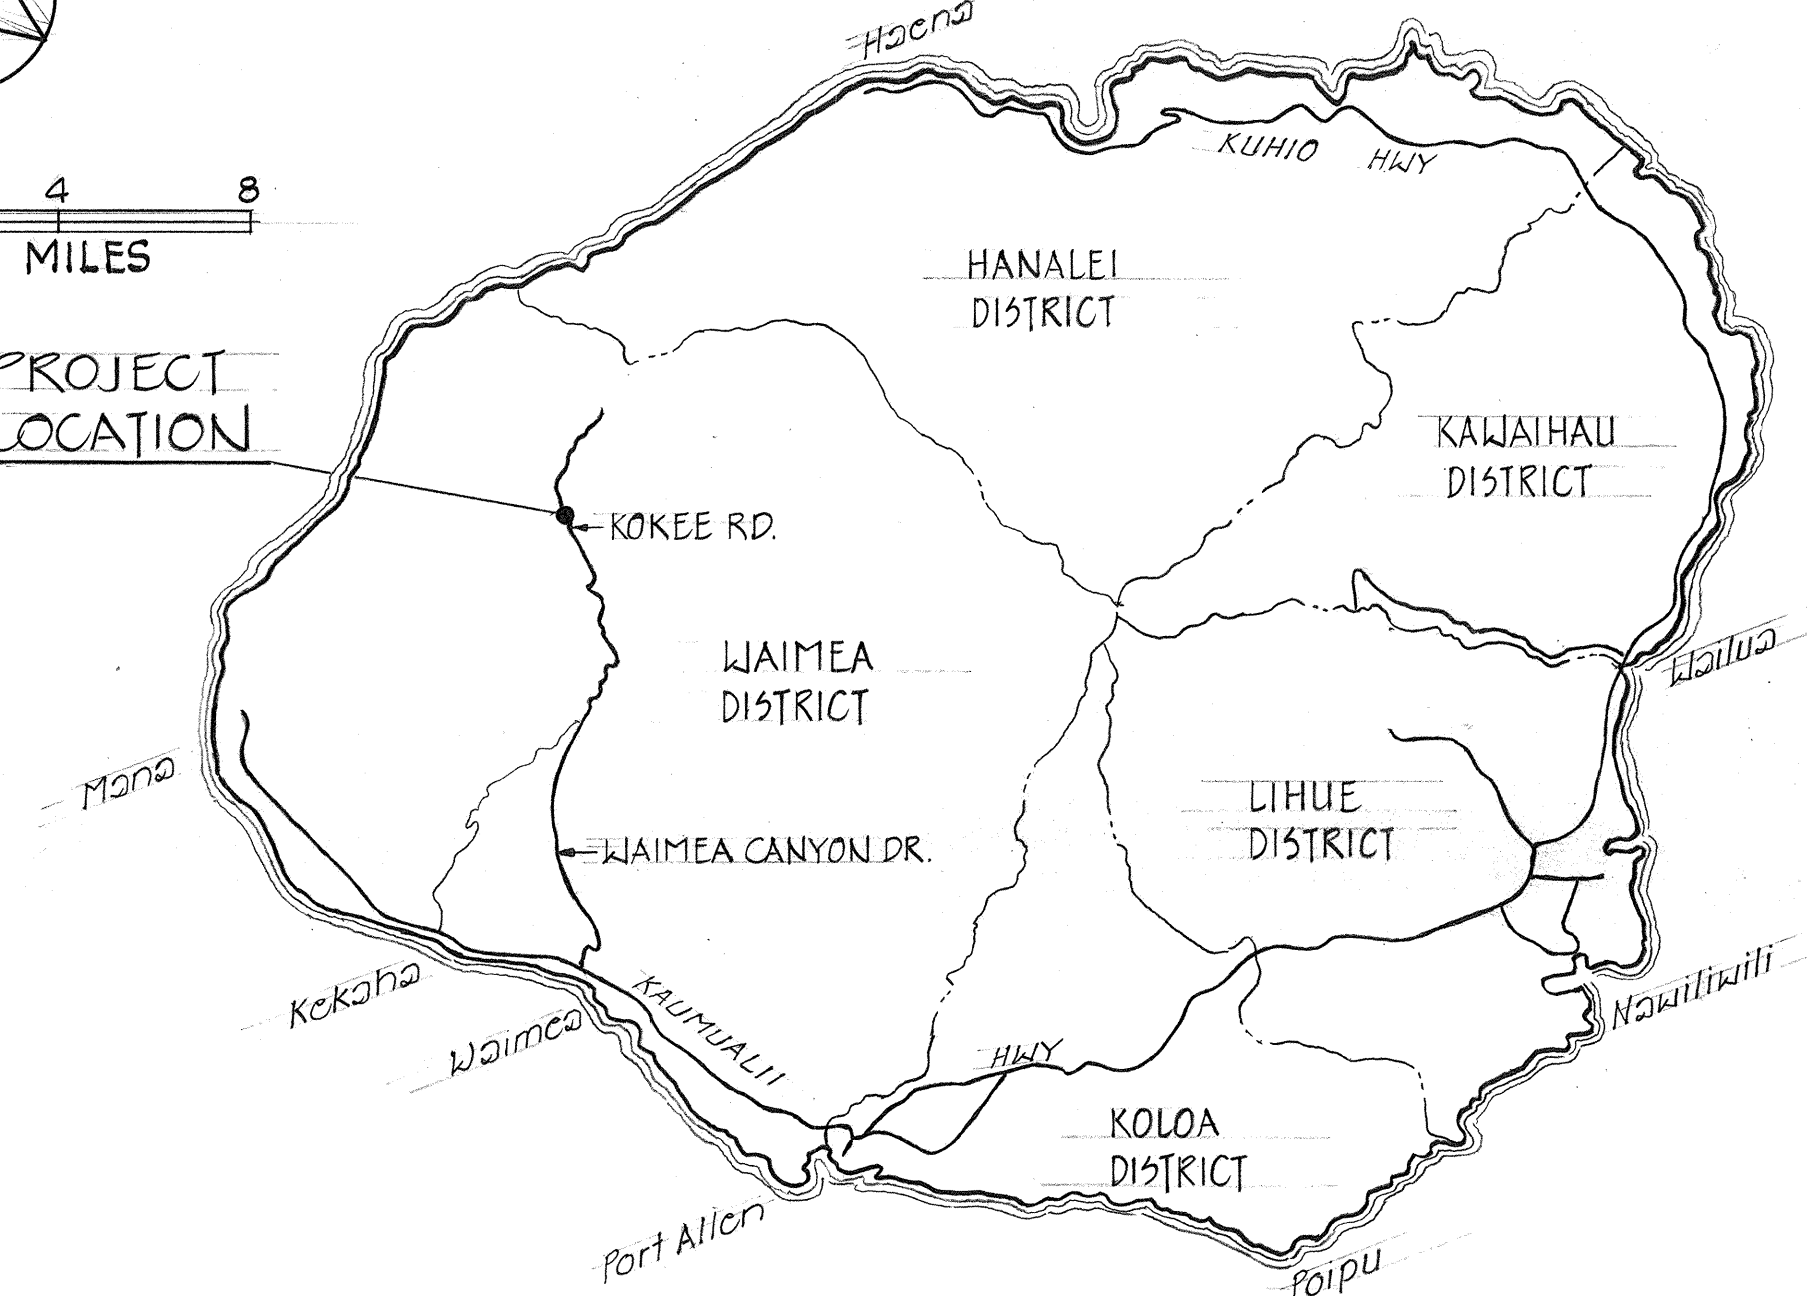 Haena
KUHIO HWY
4 8
MILES
HANALEI
DISTRICT
PROJECT
LOCATION
KAWAIHAU
DISTRICT
KOKEE RD.
WAIMEA
DISTRICT
Wailua
Mana
LIHUE
DISTRICT
WAIMEA CANYON DR.
Kekaha
Waimea
KAUMUALII HWY
Nawiliwili
KOLOA
DISTRICT
Port Allen
Poipu